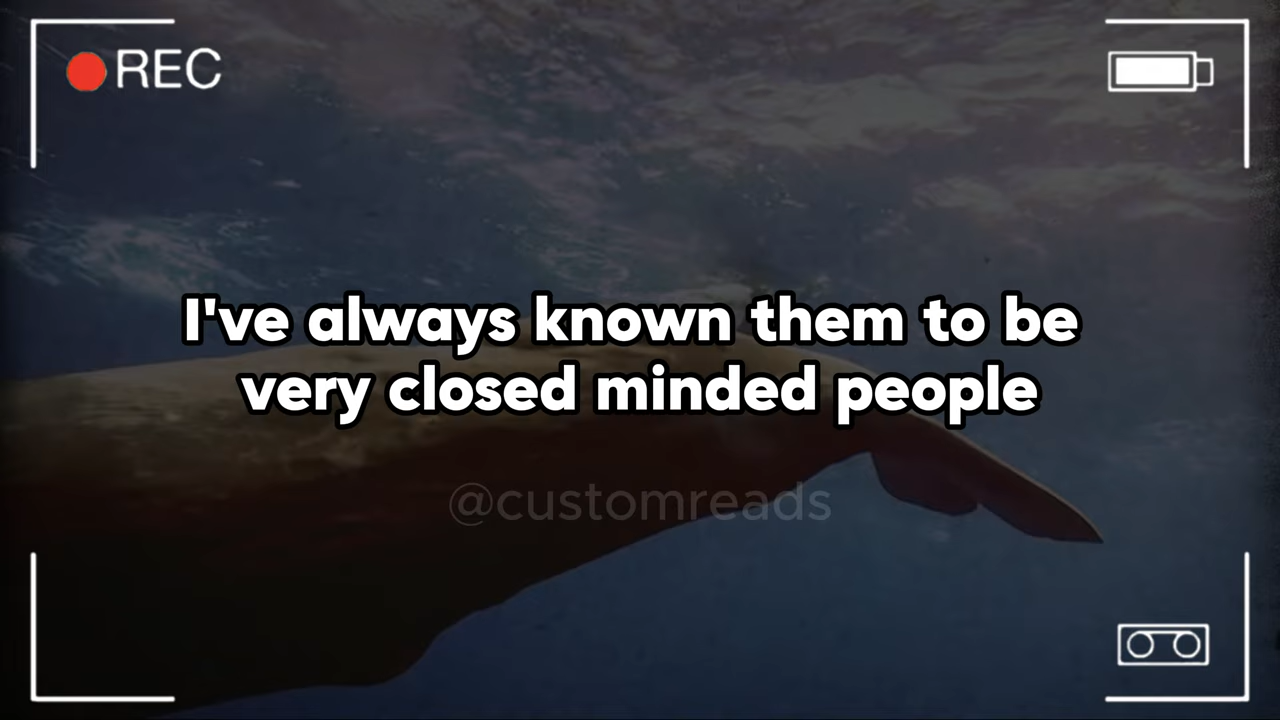 REC
I've always known them to be
very closed minded people
@customreads